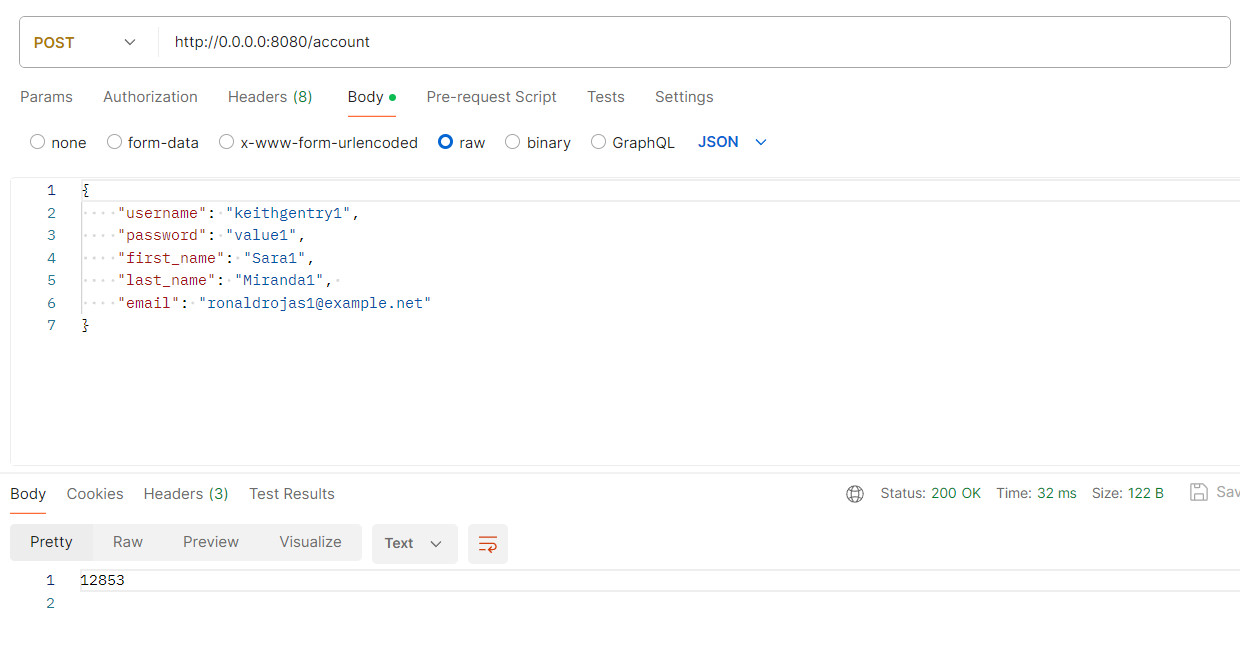 POST http://0.0.0.0:8080/account
Params Authorization Headers (8) Body Pre-request Script Tests Settings
none form-data x-www-form-urlencoded raw binary GraphQL JSON
1 {
2 "username": "keithgentry1",
3 "password": "value1",
4 "first_name": "Sara1",
5 "last_name": "Miranda1",
6 "email": "ronaldrojas1@example.net"
7 }
Body Cookies Headers (3) Test Results Status: 200 OK Time: 32 ms Size: 122 B Sav
Pretty Raw Preview Visualize Text
1 12853
2